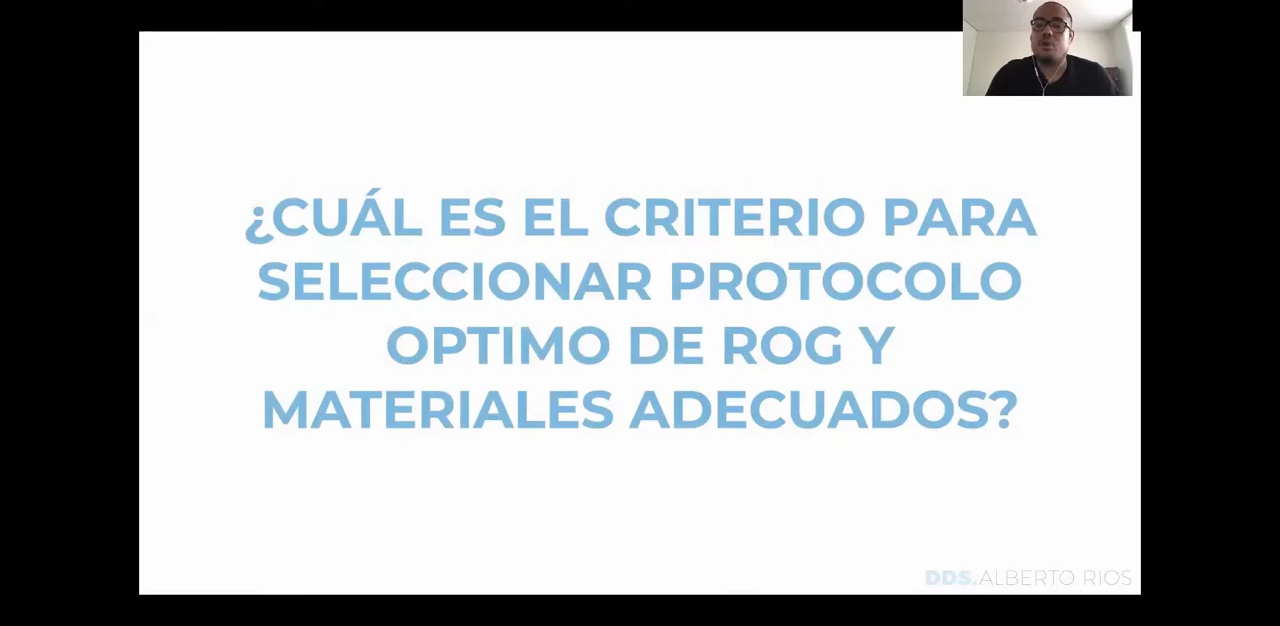 ¿CUÁL ES EL CRITERIO PARA
SELECCIONAR PROTOCOLO
OPTIMO DE ROG Y
MATERIALES ADECUADOS?
DDS.ALBERTO RIOS